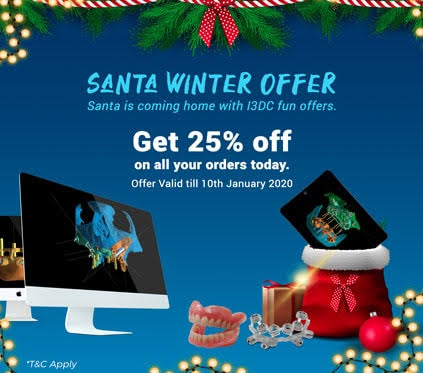 SANTA WINTER OFFER
Santa is coming home with I3DC fun offers.
Get 25% off
on all your orders today.
Offer Valid till 10th January 2020
*T&C Apply